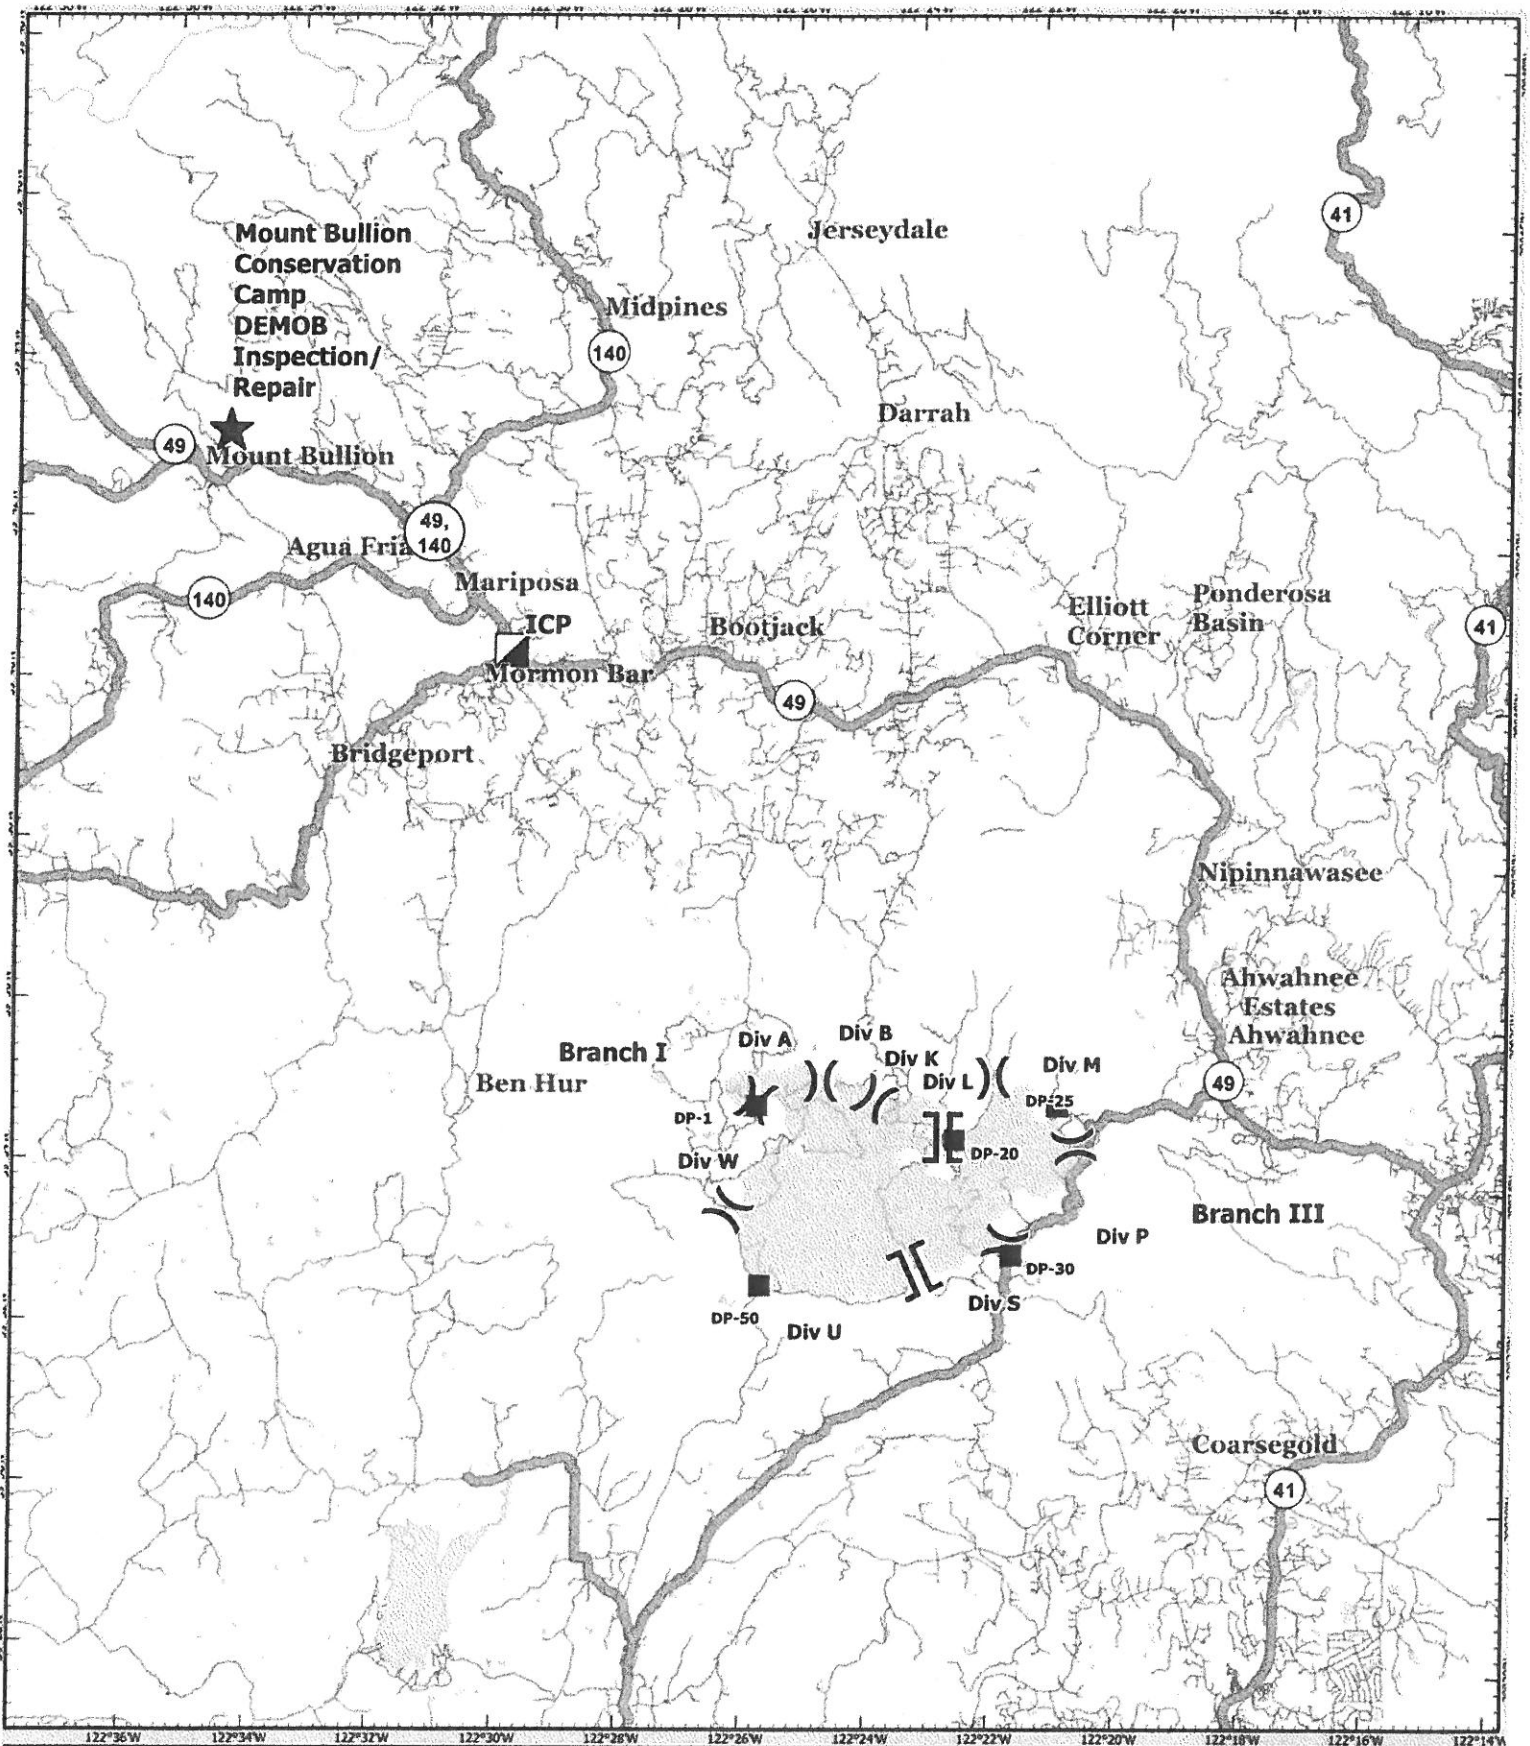 41
Jerseydale
Mount Bullion
Conservation
Camp
DEMOB
Inspection/
Repair
Midpines
140
Darrah
49
Mount Bullion
49,
140
Agua Fria
Mariposa
140
ICP
Bootjack
Elliott
Corner
Ponderosa
Basin
41
Mormon Bar
49
Bridgeport
Nipinnawasee
Ahwahnee
Estates
Ahwahnee
Branch I
Div A
Div B
Div K
Div L
Div M
49
Ben Hur
DP-1
DP-25
DP-20
Div W
Branch III
Div P
DP-30
DP-50
Div S
Div U
Coarsegold
41
122°36'W 122°34'W 122°32'W 122°30'W 122°28'W 122°26'W 122°24'W 122°22'W 122°20'W 122°18'W 122°16'W 122°14'W